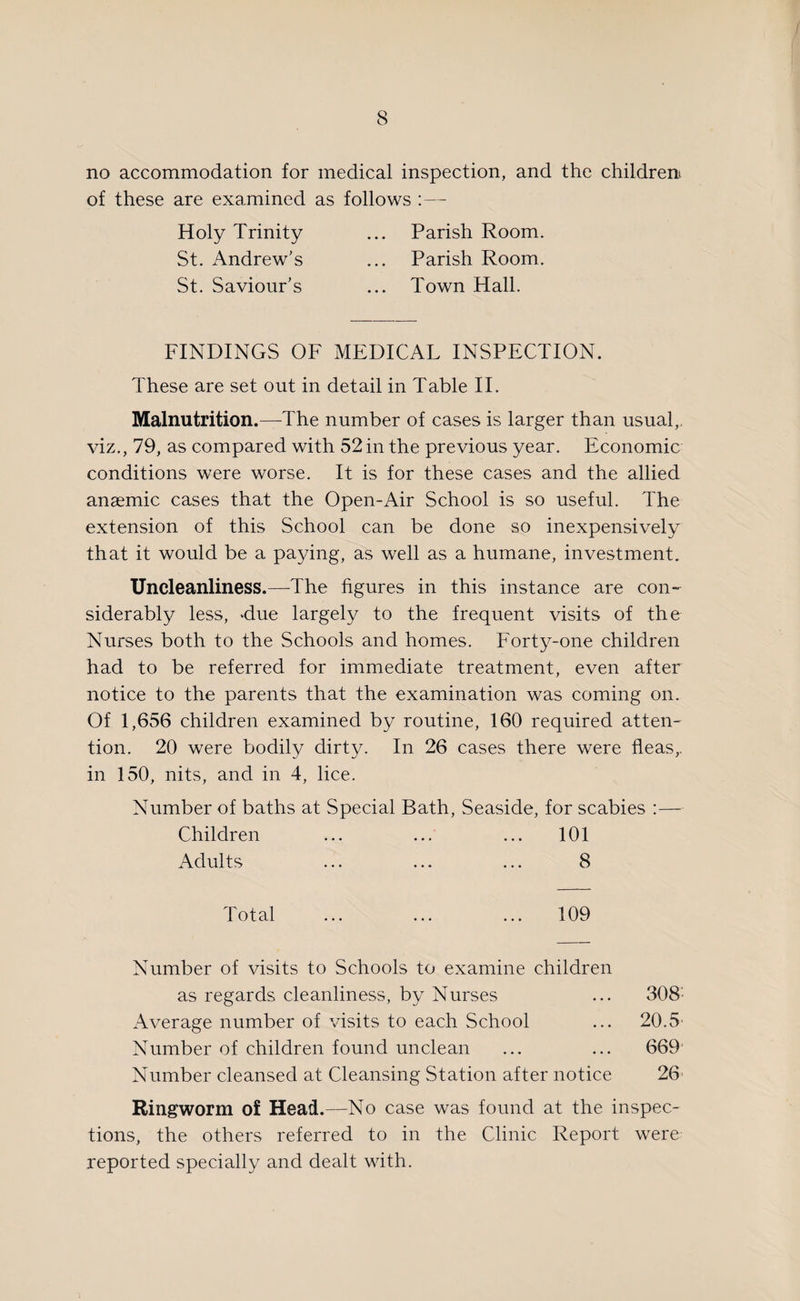 8
no accommodation for medical inspection, and the children
of these are examined as follows :—
Holy Trinity ... Parish Room.
St. Andrew's ... Parish Room.
St. Saviour's ... Town Hall.
FINDINGS OF MEDICAL INSPECTION.
These are set out in detail in Table II.
Malnutrition.—The number of cases is larger than usual,
viz., 79, as compared with 52 in the previous year. Economic
conditions were worse. It is for these cases and the allied
anæmic cases that the Open-Air School is so useful. The
extension of this School can be done so inexpensively
that it would be a paying, as well as a humane, investment.
Uncleanliness.—The figures in this instance are con-
siderably less, due largely to the frequent visits of the
Nurses both to the Schools and homes. Forty-one children
had to be referred for immediate treatment, even after
notice to the parents that the examination was coming on.
Of 1,656 children examined by routine, 160 required atten-
tion. 20 were bodily dirty. In 26 cases there were fleas,
in 150, nits, and in 4, lice.
Number of baths at Special Bath, Seaside, for scabies :—
Children ... ... ... 101
Adults ... ... ... 8
Total ... ... ... 109
Number of visits to Schools to examine children
as regards cleanliness, by Nurses ... 308
Average number of visits to each School ... 20.5
Number of children found unclean ... ... 669
Number cleansed at Cleansing Station after notice 26
Ringworm of Head.—No case was found at the inspec-
tions, the others referred to in the Clinic Report were
reported specially and dealt with.